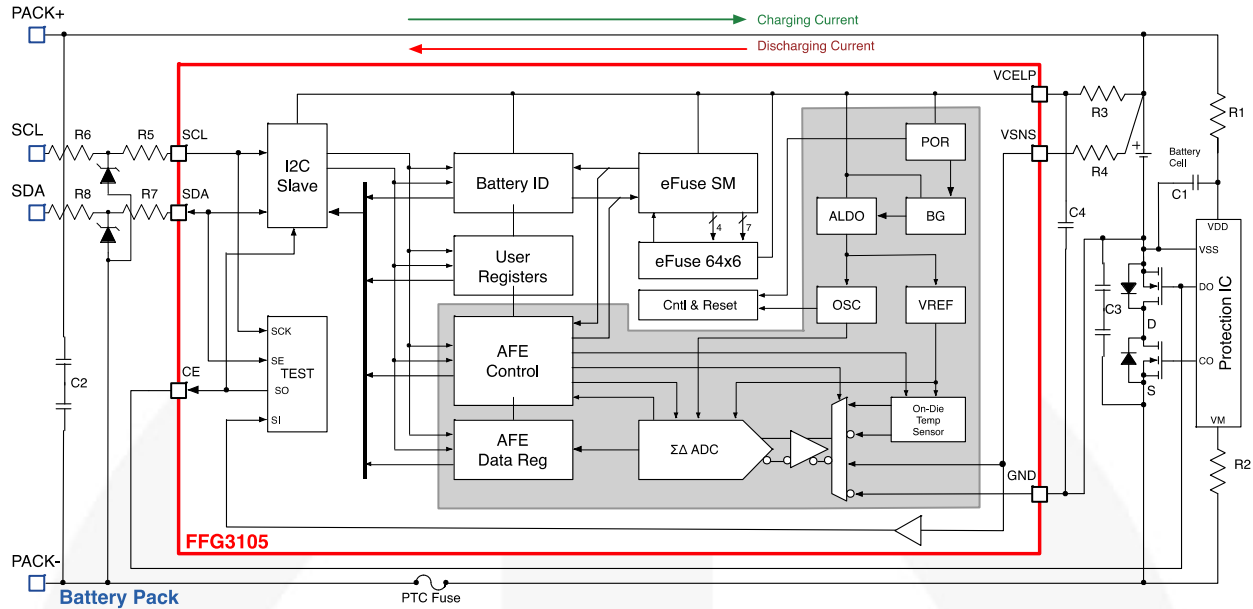 PACK+
Charging Current
Discharging Current
VCELP
R3
R1
SCL
R6
R5
SCL
I2C
Slave
Battery ID
eFuse SM
POR
VSNS
R4
+
Battery
Cell
C1
SDA
R8
R7
SDA
4
7
ALDO
BG
C4
VDD
VSS
User
Registers
eFuse 64x6
Cntl & Reset
OSC
VREF
C3
D
DO
Protection IC
SCK
SE
TEST
SO
SI
AFE
Control
CO
S
C2
CE
On-Die
Temp
Sensor
VM
AFE
Data Reg
ΣΔ ADC
GND
R2
FFG3105
PACK-
Battery Pack
PTC Fuse